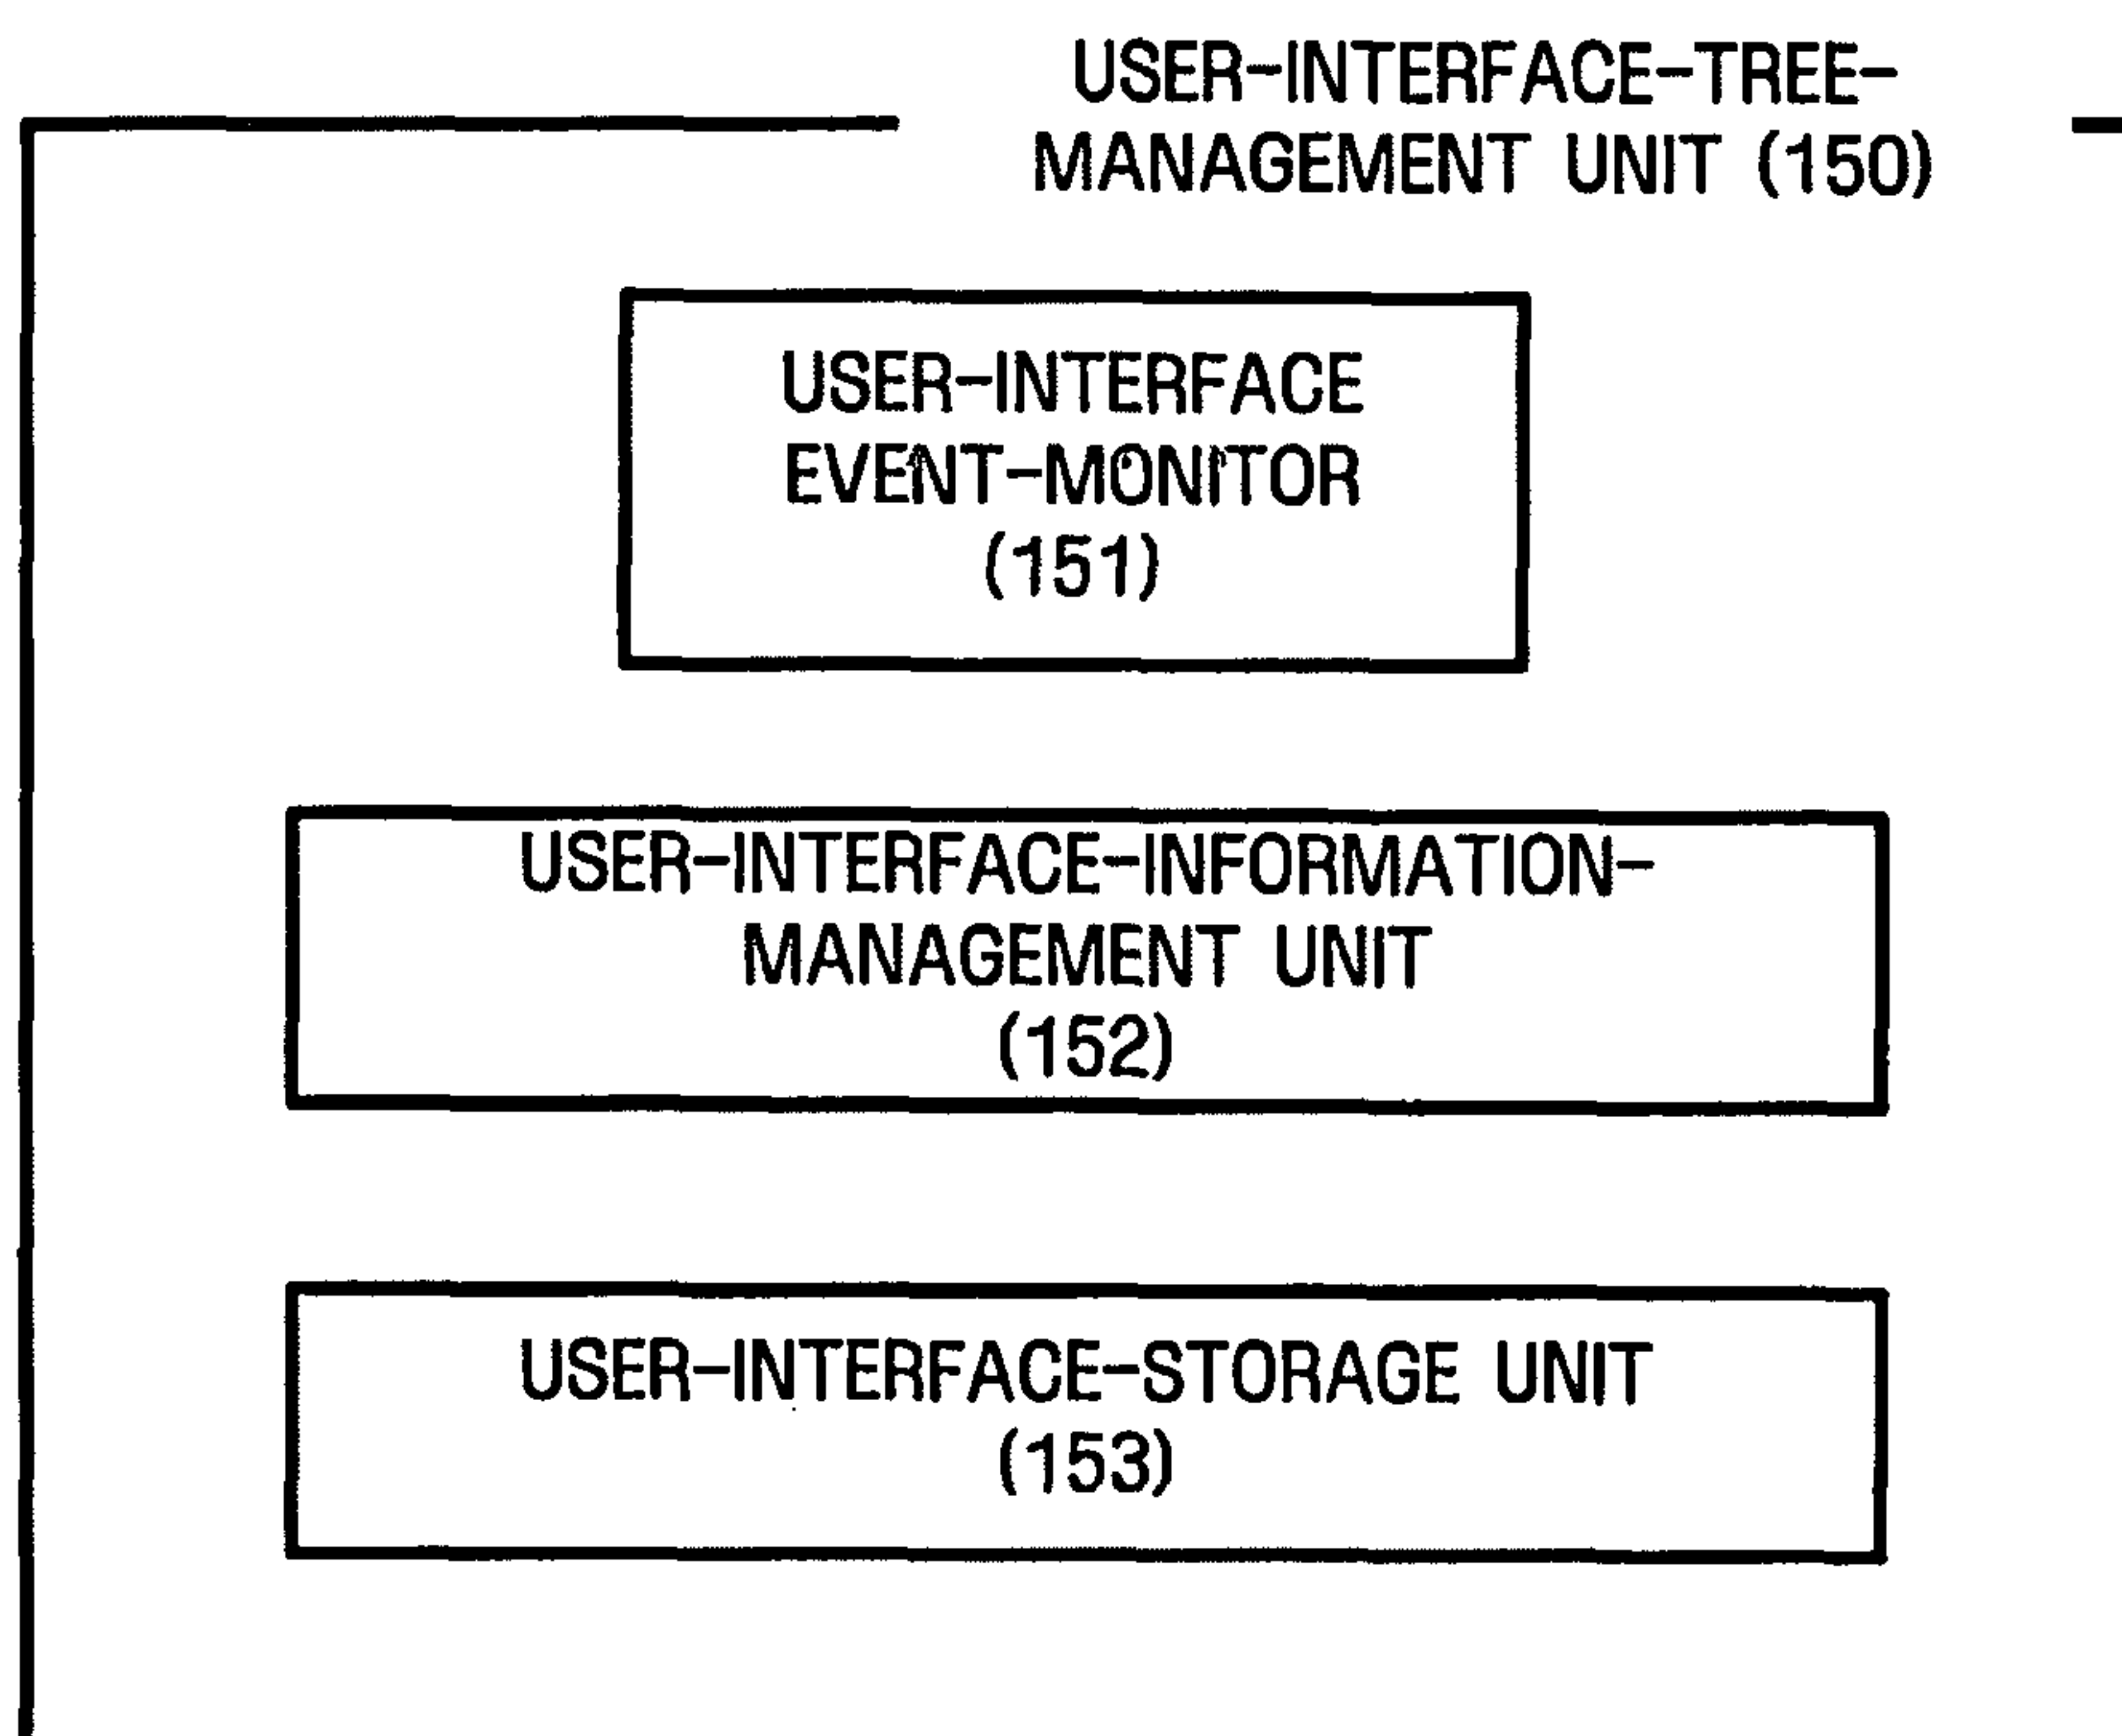 USER-INTERFACE-TREE-
MANAGEMENT UNIT (150)
USER-INTERFACE
EVENT-MONITOR
(151)
USER-INTERFACE-INFORMATION-
MANAGEMENT UNIT
(152)
USER-INTERFACE-STORAGE UNIT
(153)